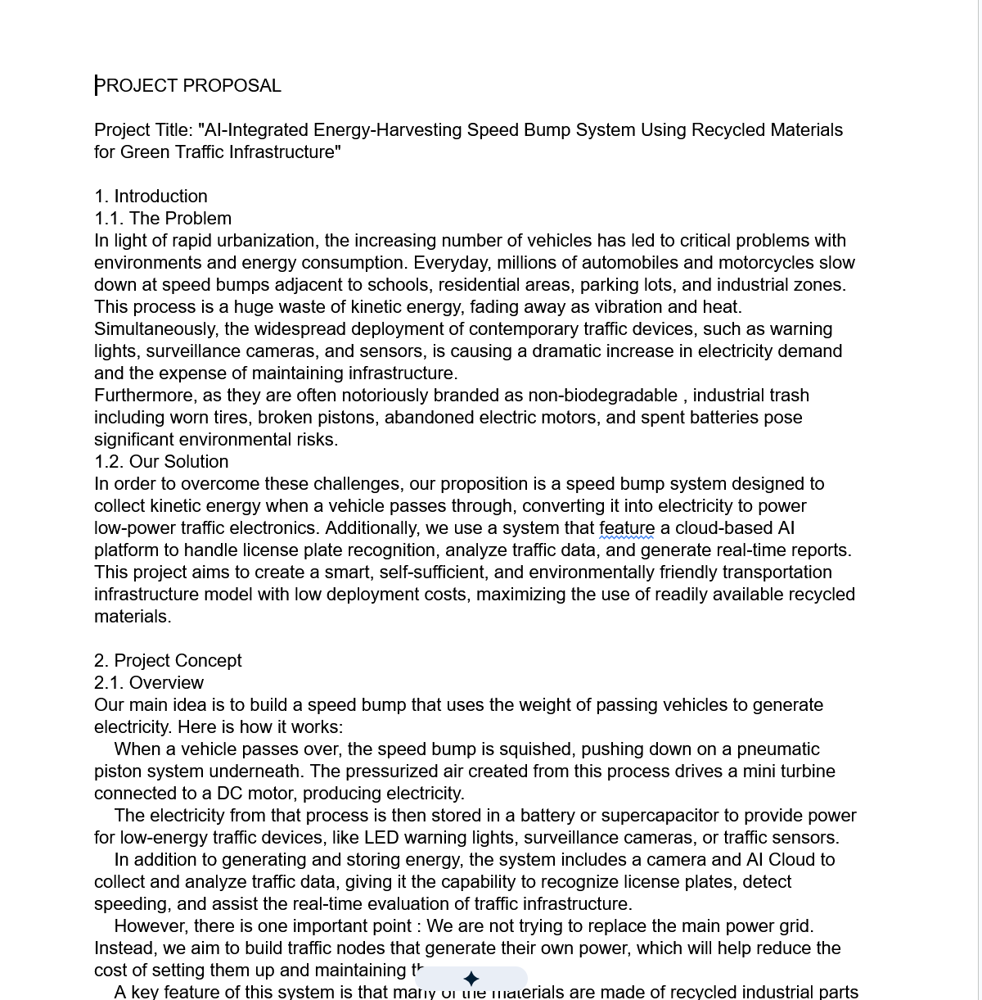 PROJECT PROPOSAL
Project Title: "AI-Integrated Energy-Harvesting Speed Bump System Using Recycled Materials
for Green Traffic Infrastructure"
1. Introduction
1.1. The Problem
In light of rapid urbanization, the increasing number of vehicles has led to critical problems with
environments and energy consumption. Everyday, millions of automobiles and motorcycles slow
down at speed bumps adjacent to schools, residential areas, parking lots, and industrial zones.
This process is a huge waste of kinetic energy, fading away as vibration and heat.
Simultaneously, the widespread deployment of contemporary traffic devices, such as warning
lights, surveillance cameras, and sensors, is causing a dramatic increase in electricity demand
and the expense of maintaining infrastructure.
Furthermore, as they are often notoriously branded as non-biodegradable , industrial trash
including worn tires, broken pistons, abandoned electric motors, and spent batteries pose
significant environmental risks.
1.2. Our Solution
In order to overcome these challenges, our proposition is a speed bump system designed to
collect kinetic energy when a vehicle passes through, converting it into electricity to power
low-power traffic electronics. Additionally, we use a system that feature a cloud-based AI
platform to handle license plate recognition, analyze traffic data, and generate real-time reports.
This project aims to create a smart, self-sufficient, and environmentally friendly transportation
infrastructure model with low deployment costs, maximizing the use of readily available recycled
materials.
2. Project Concept
2.1. Overview
Our main idea is to build a speed bump that uses the weight of passing vehicles to generate
electricity. Here is how it works:
When a vehicle passes over, the speed bump is squished, pushing down on a pneumatic
piston system underneath. The pressurized air created from this process drives a mini turbine
connected to a DC motor, producing electricity.
The electricity from that process is then stored in a battery or supercapacitor to provide power
for low-energy traffic devices, like LED warning lights, surveillance cameras, or traffic sensors.
In addition to generating and storing energy, the system includes a camera and AI Cloud to
collect and analyze traffic data, giving it the capability to recognize license plates, detect
speeding, and assist the real-time evaluation of traffic infrastructure.
However, there is one important point : We are not trying to replace the main power grid.
Instead, we aim to build traffic nodes that generate their own power, which will help reduce the
cost of setting them up and maintaining
A key feature of this system is that many of the materials are made of recycled industrial parts